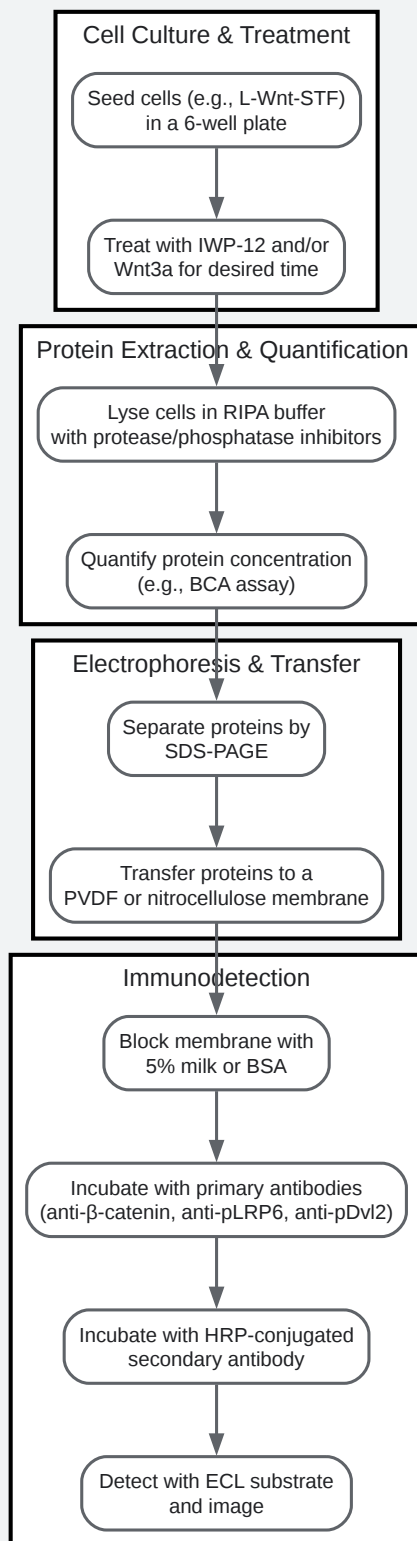 Cell Culture & Treatment
Seed cells (e.g., L-Wnt-STF)
in a 6-well plate
Treat with IWP-12 and/or
Wnt3a for desired time
Protein Extraction & Quantification
Lyse cells in RIPA buffer
with protease/phosphatase inhibitors
Quantify protein concentration
(e.g., BCA assay)
Electrophoresis & Transfer
Separate proteins by
SDS-PAGE
Transfer proteins to a
PVDF or nitrocellulose membrane
Immunodetection
Block membrane with
5% milk or BSA
Incubate with primary antibodies
(anti-β-catenin, anti-pLRP6, anti-pDvl2)
Incubate with HRP-conjugated
secondary antibody
Detect with ECL substrate
and image